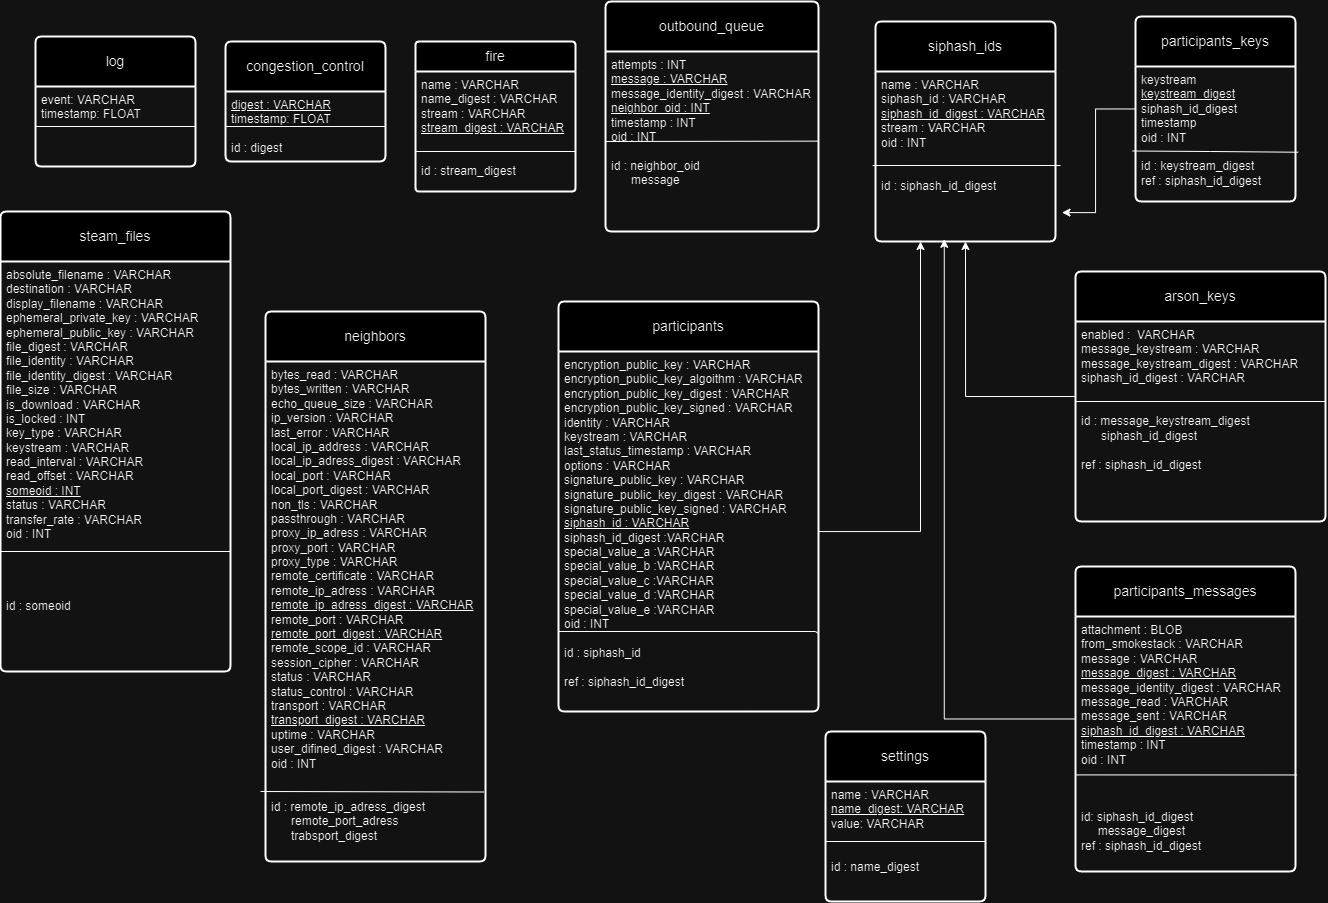 log
event: VARCHAR
timestamp: FLOAT
congestion_control
digest : VARCHAR
timestamp: FLOAT
id : digest
fire
name : VARCHAR
name_digest : VARCHAR
stream : VARCHAR
stream_digest : VARCHAR
id : stream_digest
outbound_queue
attempts : INT
message : VARCHAR
message_identity_digest : VARCHAR
neighbor_oid : INT
timestamp : INT
oid : INT
id : neighbor_oid
message
siphash_ids
name : VARCHAR
siphash_id : VARCHAR
siphash_id_digest : VARCHAR
stream : VARCHAR
oid : INT
id : siphash_id_digest
participants_keys
keystream
keystream_digest
siphash_id_digest
timestamp
oid : INT
id : keystream_digest
ref : siphash_id_digest
steam_files
absolute_filename : VARCHAR
destination : VARCHAR
display_filename : VARCHAR
ephemeral_private_key : VARCHAR
ephemeral_public_key : VARCHAR
file_digest : VARCHAR
file_identity : VARCHAR
file_identity_digest : VARCHAR
file_size : VARCHAR
is_download : VARCHAR
is_locked : INT
key_type : VARCHAR
keystream : VARCHAR
read_interval : VARCHAR
read_offset : VARCHAR
someoid : INT
status : VARCHAR
transfer_rate : VARCHAR
oid : INT
id : someoid
neighbors
bytes_read : VARCHAR
bytes_written : VARCHAR
echo_queue_size : VARCHAR
ip_version : VARCHAR
last_error : VARCHAR
local_ip_address : VARCHAR
local_ip_adress_digest : VARCHAR
local_port : VARCHAR
local_port_digest : VARCHAR
non_tls : VARCHAR
passthrough : VARCHAR
proxy_ip_adress : VARCHAR
proxy_port : VARCHAR
proxy_type : VARCHAR
remote_certificate : VARCHAR
remote_ip_adress : VARCHAR
remote_ip_adress_digest : VARCHAR
remote_port : VARCHAR
remote_port_digest : VARCHAR
remote_scope_id : VARCHAR
session_cipher : VARCHAR
status : VARCHAR
status_control : VARCHAR
transport : VARCHAR
transport_digest : VARCHAR
uptime : VARCHAR
user_difined_digest : VARCHAR
oid : INT
id : remote_ip_adress_digest
remote_port_adress
trabsport_digest
participants
encryption_public_key : VARCHAR
encryption_public_key_algoithm : VARCHAR
encryption_public_key_digest : VARCHAR
encryption_public_key_signed : VARCHAR
identity : VARCHAR
keystream : VARCHAR
last_status_timestamp : VARCHAR
options : VARCHAR
signature_public_key : VARCHAR
signature_public_key_digest : VARCHAR
signature_public_key_signed : VARCHAR
siphash_id : VARCHAR
siphash_id_digest :VARCHAR
special_value_a :VARCHAR
special_value_b :VARCHAR
special_value_c :VARCHAR
special_value_d :VARCHAR
special_value_e :VARCHAR
oid : INT
id : siphash_id
ref : siphash_id_digest
arson_keys
enabled : VARCHAR
message_keystream : VARCHAR
message_keystream_digest : VARCHAR
siphash_id_digest : VARCHAR
id : message_keystream_digest
siphash_id_digest
ref : siphash_id_digest
participants_messages
attachment : BLOB
from_smokestack : VARCHAR
message : VARCHAR
message_digest : VARCHAR
message_identity_digest : VARCHAR
message_read : VARCHAR
message_sent : VARCHAR
siphash_id_digest : VARCHAR
timestamp : INT
oid : INT
id: siphash_id_digest
message_digest
ref : siphash_id_digest
settings
name : VARCHAR
name_digest: VARCHAR
value: VARCHAR
id : name_digest